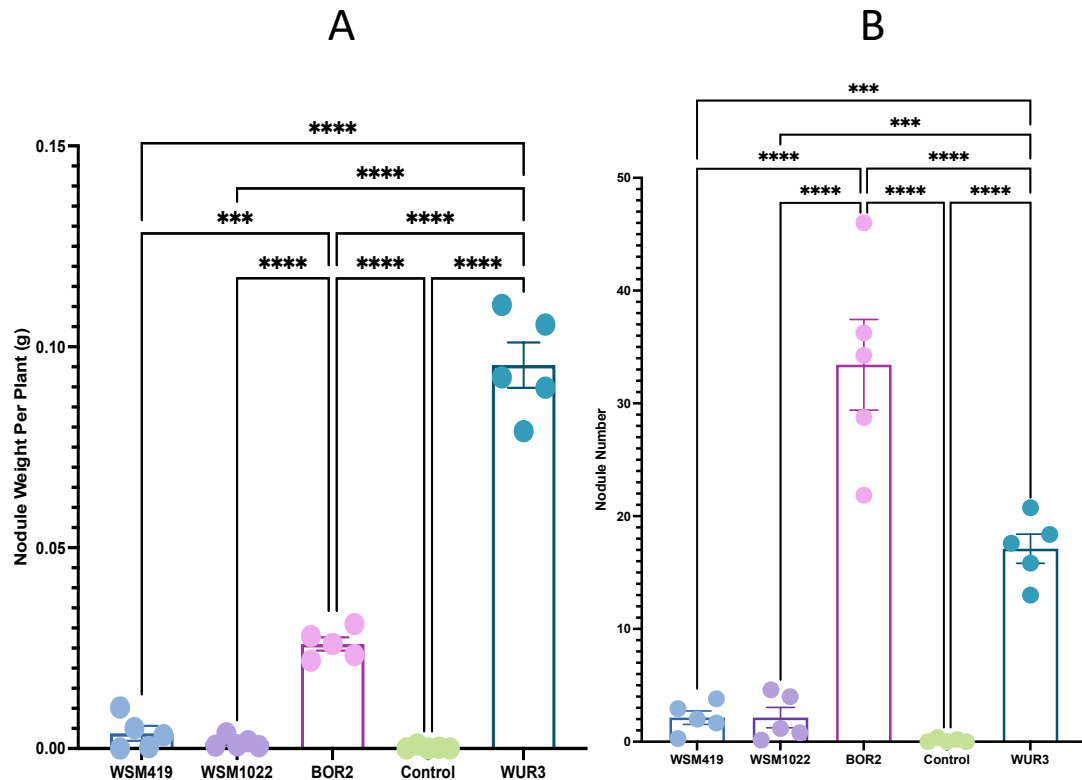 A
Nodule Weight Per Plant (g)
0.15
0.10
0.05
0.00
****
****
***
****
****
****
****
WSM419
WSM1022
BOR2
Control
WUR3
B
Nodule Number
50
40
30
20
10
0
***
***
****
****
****
****
****
WSM419
WSM1022
BOR2
Control
WUR3